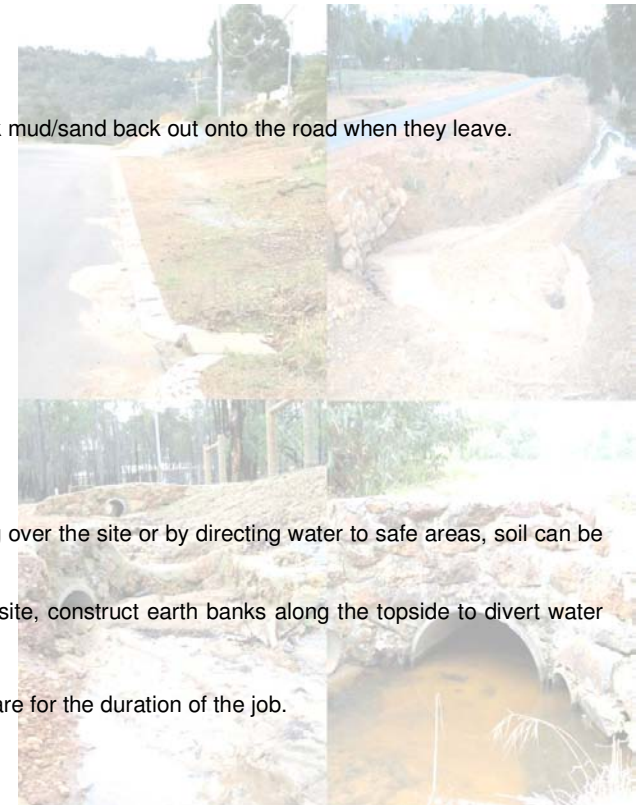 mud/sand back out onto the road when they leave.
over the site or by directing water to safe areas, soil can be
site, construct earth banks along the topside to divert water
are for the duration of the job.